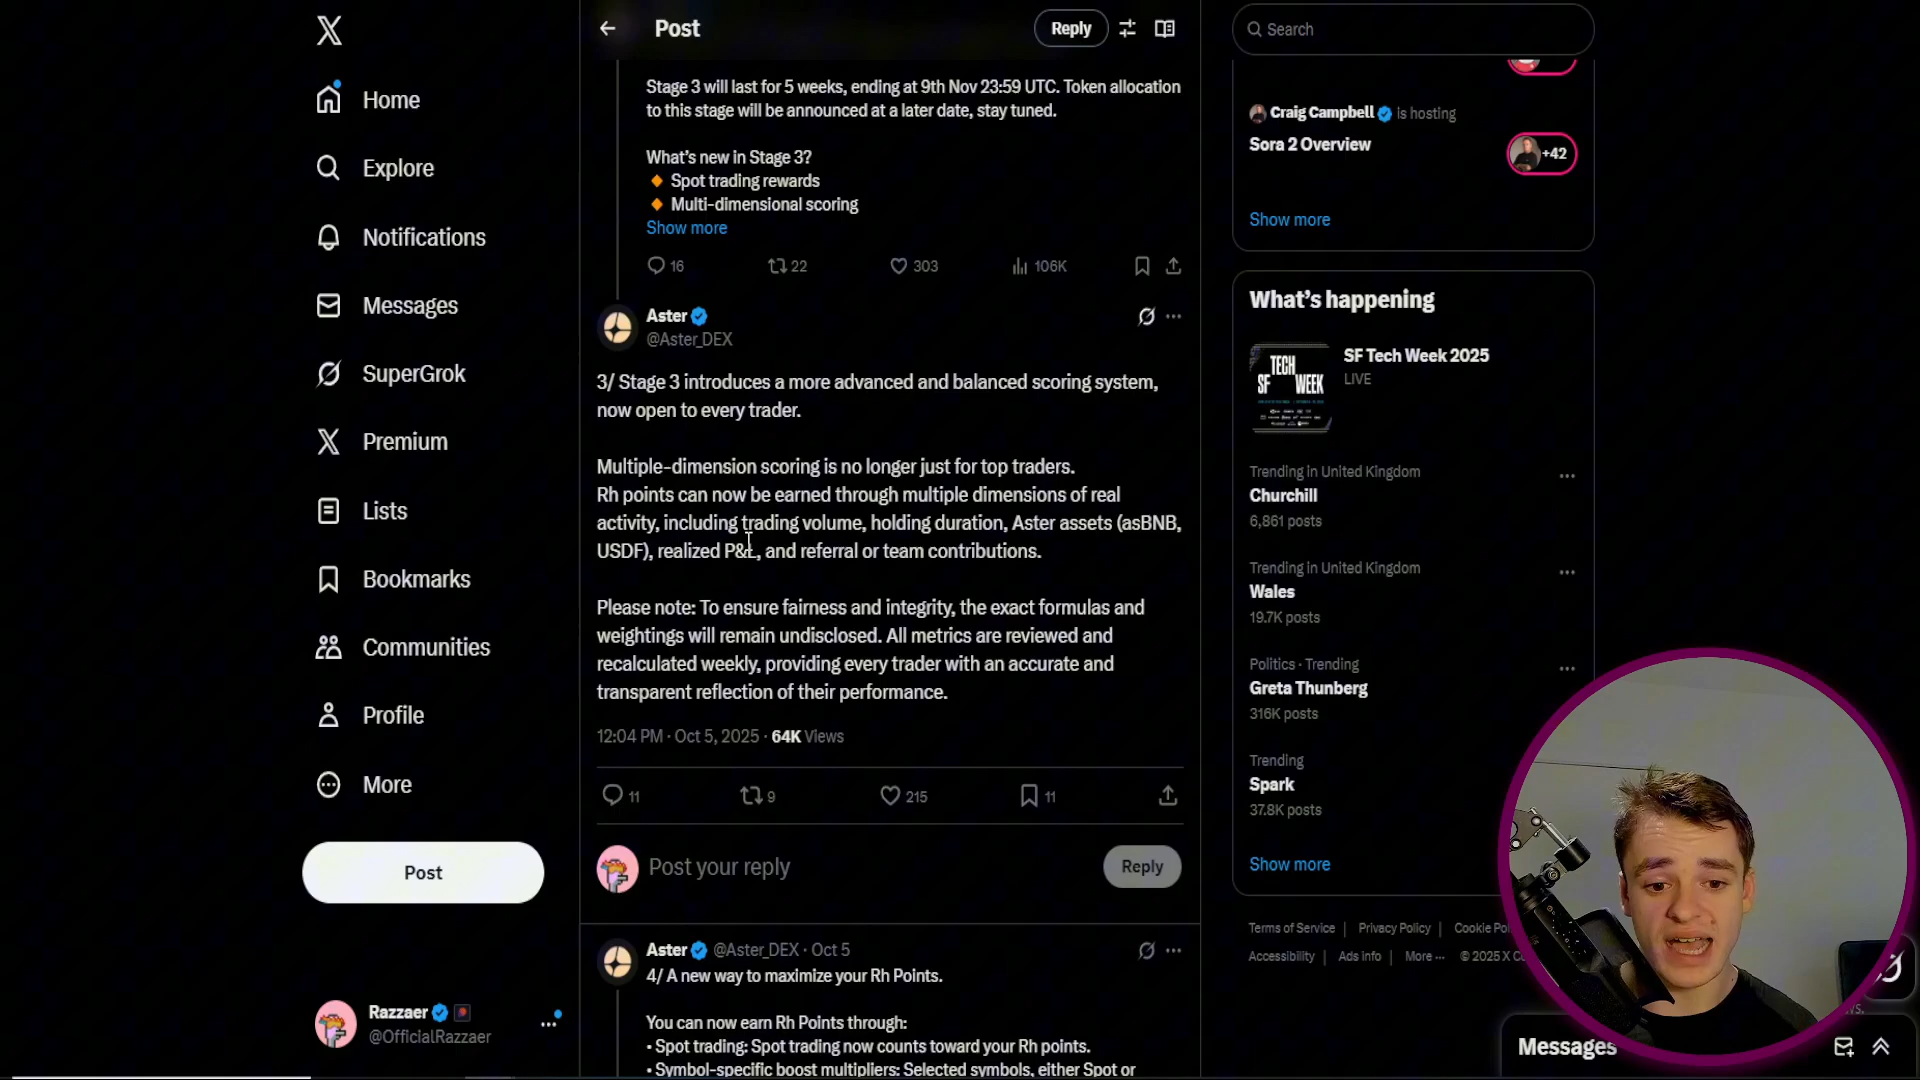 Home
Explore
Notifications
Messages
SuperGrok
Premium
Lists
Bookmarks
Communities
Profile
More
Post
Razzaer
@OfficialRazzaer
Post
Reply
Stage 3 will last for 5 weeks, ending at 9th Nov 23:59 UTC. Token allocation
to this stage will be announced at a later date, stay tuned.
What's new in Stage 3?
🔸 Spot trading rewards
🔸 Multi-dimensional scoring
Show more
16 22 303 106K
Aster
@Aster_DEX
3/ Stage 3 introduces a more advanced and balanced scoring system,
now open to every trader.
Multiple-dimension scoring is no longer just for top traders.
Rh points can now be earned through multiple dimensions of real
activity, including trading volume, holding duration, Aster assets (asBNB,
USDF), realized P&L, and referral or team contributions.
Please note: To ensure fairness and integrity, the exact formulas and
weightings will remain undisclosed. All metrics are reviewed and
recalculated weekly, providing every trader with an accurate and
transparent reflection of their performance.
12:04 PM · Oct 5, 2025 · 64K Views
11 9 215 11
Post your reply
Reply
Aster @Aster_DEX · Oct 5
4/ A new way to maximize your Rh Points.
You can now earn Rh Points through:
• Spot trading: Spot trading now counts toward your Rh points.
• Symbol-specific boost multipliers: Selected symbols, either Spot or
Search
Craig Campbell is hosting
Sora 2 Overview
+42
Show more
What's happening
TECH
SF WEEK
SF Tech Week 2025
LIVE
Trending in United Kingdom
Churchill
6,861 posts
Trending in United Kingdom
Wales
19.7K posts
Politics · Trending
Greta Thunberg
316K posts
Trending
Spark
37.8K posts
Show more
Terms of Service | Privacy Policy | Cookie
Accessibility | Ads info | More ··· © 2025 X
Messages